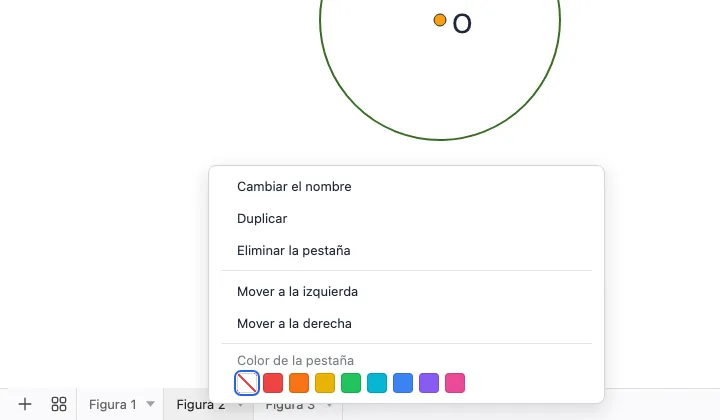 O
Cambiar el nombre
Duplicar
Eliminar la pestaña
Mover a la izquierda
Mover a la derecha
Color de la pestaña
Figura 1 Figura 2 Figura 3